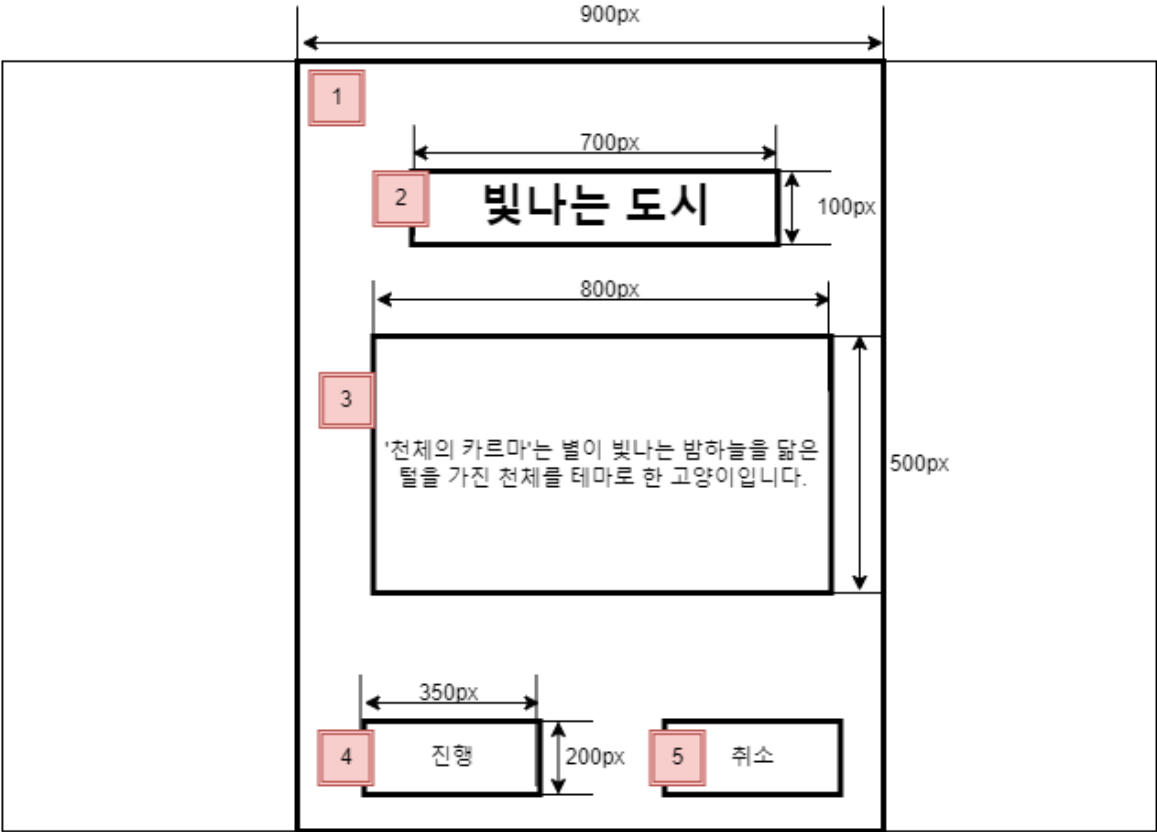 900px
1
700px
2
빛나는 도시
100px
800px
3
'천체의 카르마'는 별이 빛나는 밤하늘을 닮은
털을 가진 천체를 테마로 한 고양이입니다.
500px
350px
4
진행
200px
5
취소